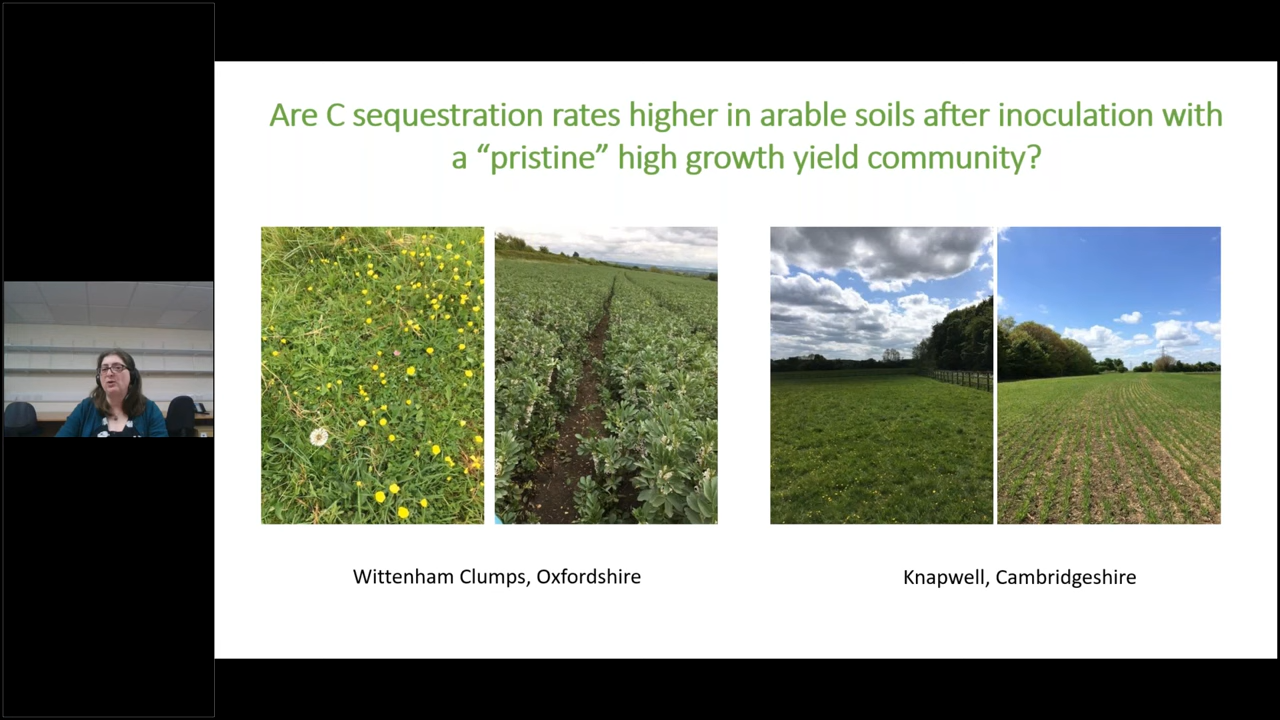 Are C sequestration rates higher in arable soils after inoculation with
a “pristine” high growth yield community?
Wittenham Clumps, Oxfordshire
Knapwell, Cambridgeshire